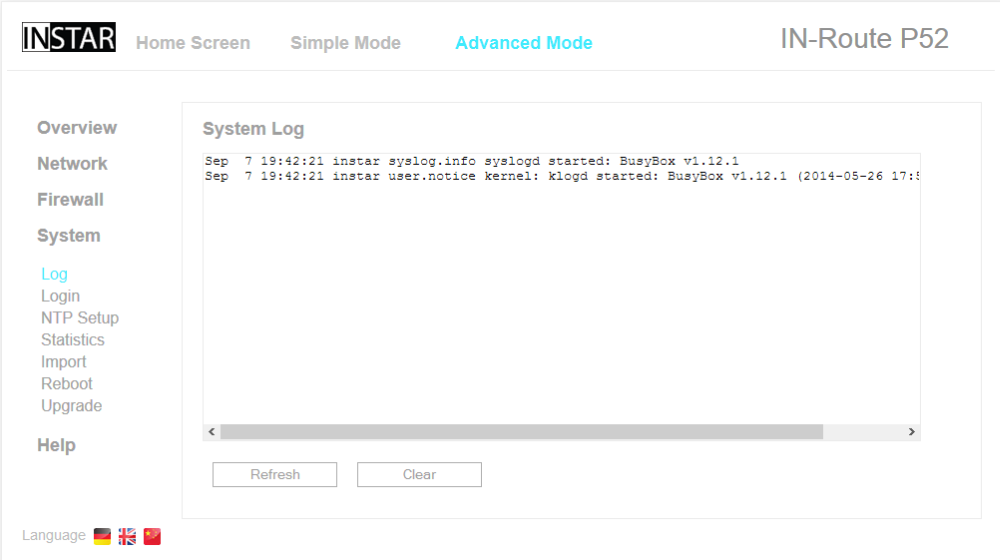 INSTAR Home Screen Simple Mode Advanced Mode IN-Route P52
Overview
Network
Firewall
System
Log
Login
NTP Setup
Statistics
Import
Reboot
Upgrade
Help
System Log
Sep  7 19:42:21 instar syslog.info syslogd started: BusyBox v1.12.1
Sep  7 19:42:21 instar user.notice kernel: klogd started: BusyBox v1.12.1 (2014-05-26 17:5
Refresh Clear
Language